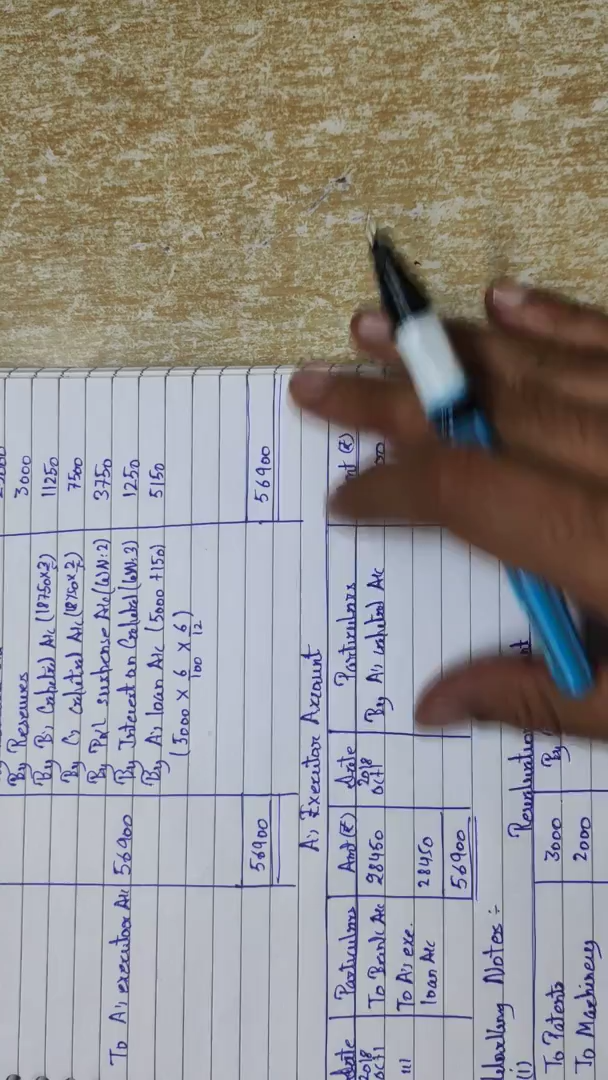 3000
By Reserves
11250
By B's Capital A/c (18750×3/5)
7500
By C's Capital A/c (18750×2/5)
3750
By P&L suspense A/c (W.N:2)
1250
By Interest on Capital (W.N:3)
5150
By A's loan A/c (5000+150)
(5000 × 6/100 × 6/12)
To A's executor A/c 56900
56900
56900
A's Executor Account
Date Particulars Amt (₹) Date Particulars (₹)
2018 2018
Oct 1 To Bank A/c 28450 Oct 1 By A's capital A/c
111 To A's exe.
loan A/c 28450
56900
Working Notes :-
(i) Revaluation
To Patents 3000 By
To Machinery 2000